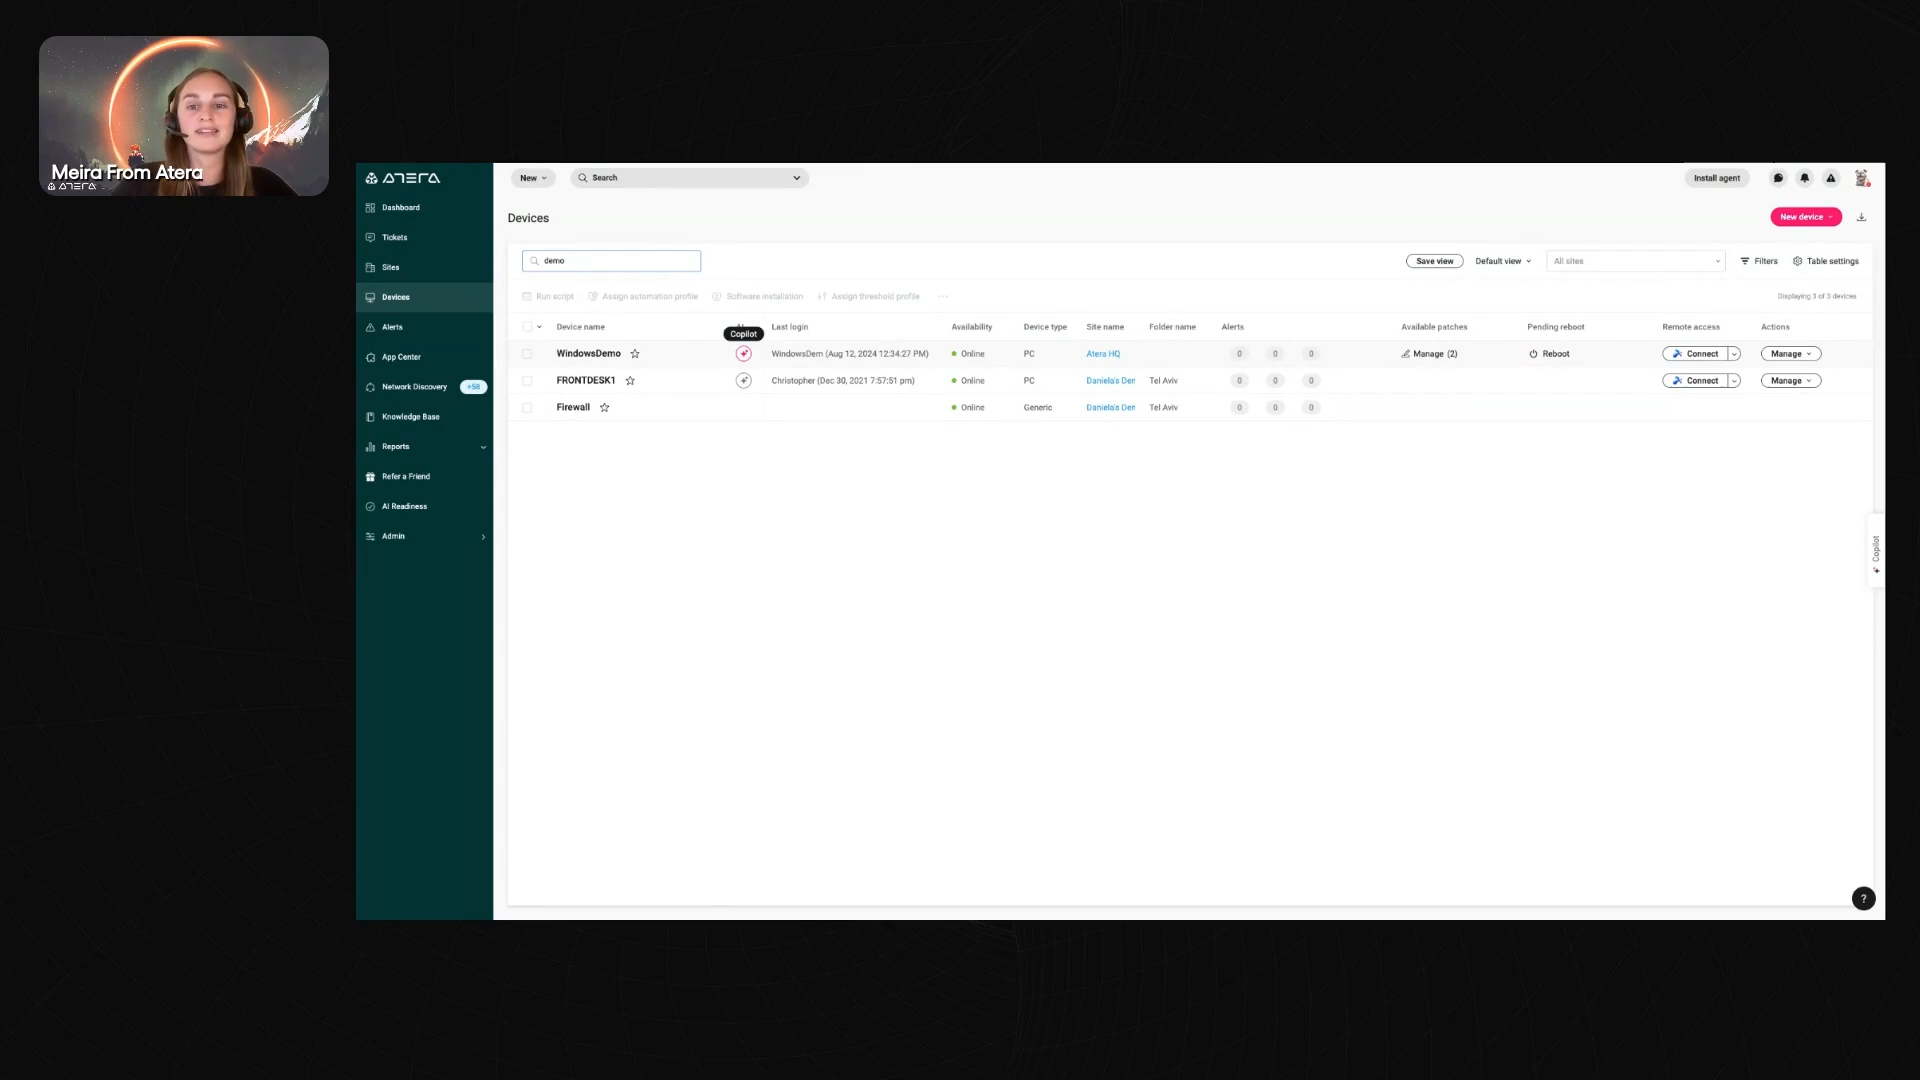 Meira From Atera
ATERA
ATERA
New
Search
Install agent
Dashboard
Tickets
Sites
Devices
Alerts
App Center
Network Discovery +58
Knowledge Base
Reports
Refer a Friend
AI Readiness
Admin
Devices
New device
demo
Save view Default view All sites Filters Table settings
Run script Assign automation profile Software installation Assign threshold profile ... Displaying 3 of 3 devices
Device name Last login Availability Device type Site name Folder name Alerts Available patches Pending reboot Remote access Actions
Copilot
WindowsDemo WindowsDem (Aug 12, 2024 12:34:27 PM) Online PC Atera HQ 0 0 0 Manage (2) Reboot Connect Manage
FRONTDESK1 Christopher (Dec 30, 2021 7:57:51 pm) Online PC Daniela's Den Tel Aviv 0 0 0 Connect Manage
Firewall Online Generic Daniela's Den Tel Aviv 0 0 0
Copilot
?